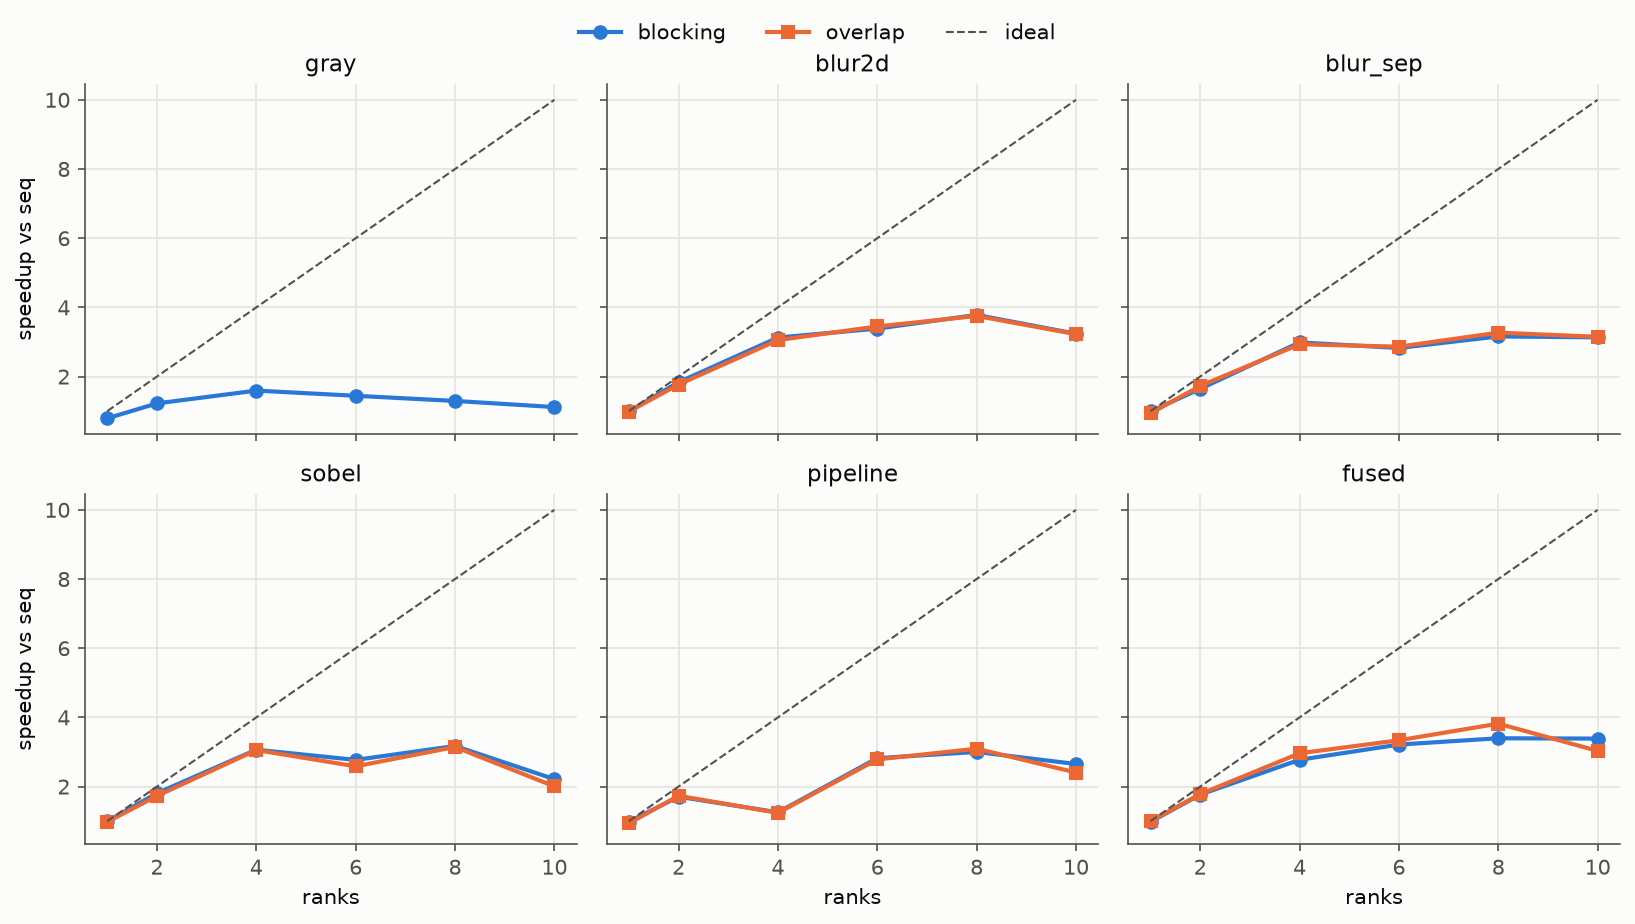 blocking overlap ideal
gray blur2d blur_sep
10
8
6
4
2
speedup vs seq
sobel pipeline fused
10
8
6
4
2
speedup vs seq
2 4 6 8 10 2 4 6 8 10 2 4 6 8 10
ranks ranks ranks